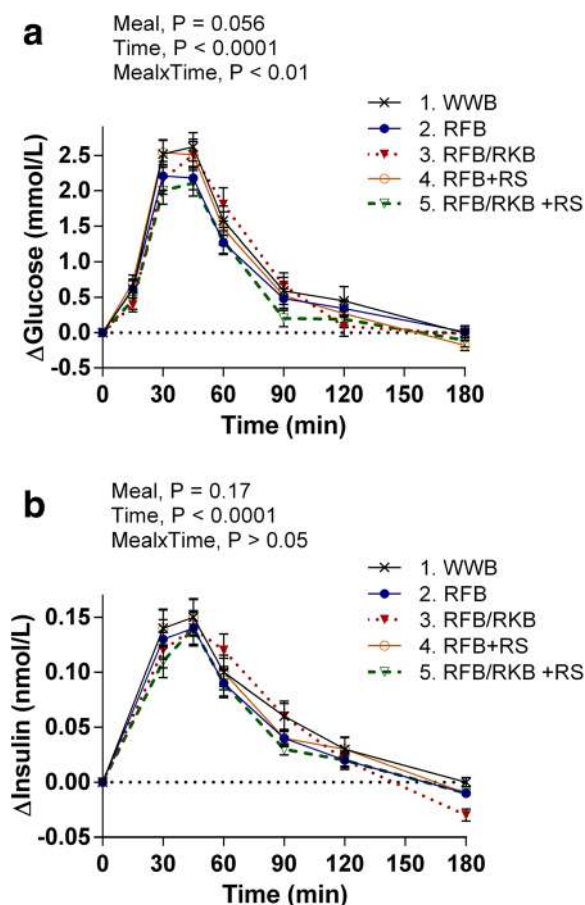 a
Meal, P = 0.056
Time, P < 0.0001
MealxTime, P < 0.01
1. WWB
2. RFB
3. RFB/RKB
4. RFB+RS
5. RFB/RKB +RS
ΔGlucose (mmol/L)
2.5
2.0
1.5
1.0
0.5
0.0
-0.5
0 30 60 90 120 150 180
Time (min)
b
Meal, P = 0.17
Time, P < 0.0001
MealxTime, P > 0.05
1. WWB
2. RFB
3. RFB/RKB
4. RFB+RS
5. RFB/RKB +RS
ΔInsulin (nmol/L)
0.15
0.10
0.05
0.00
-0.05
0 30 60 90 120 150 180
Time (min)